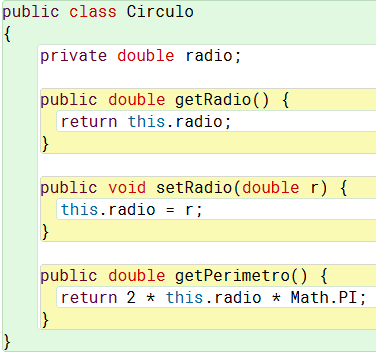 public class Circulo
{
private double radio;
public double getRadio() {
return this.radio;
}
public void setRadio(double r) {
this.radio = r;
}
public double getPerimetro() {
return 2 * this.radio * Math.PI;
}
}